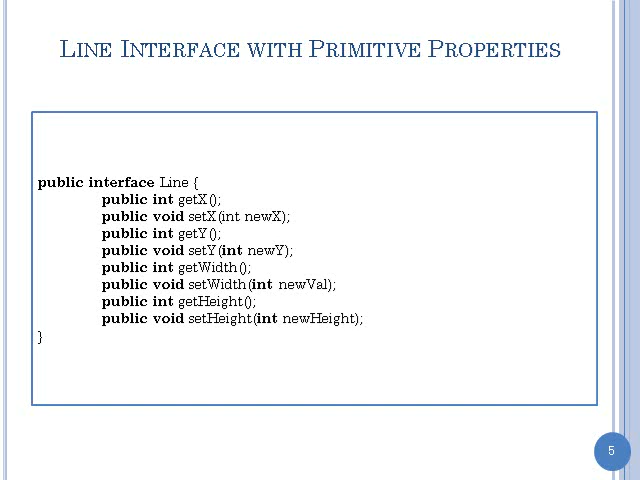 LINE INTERFACE WITH PRIMITIVE PROPERTIES
public interface Line {
public int getX();
public void setX(int newX);
public int getY();
public void setY(int newY);
public int getWidth();
public void setWidth(int newVal);
public int getHeight();
public void setHeight(int newHeight);
}
5